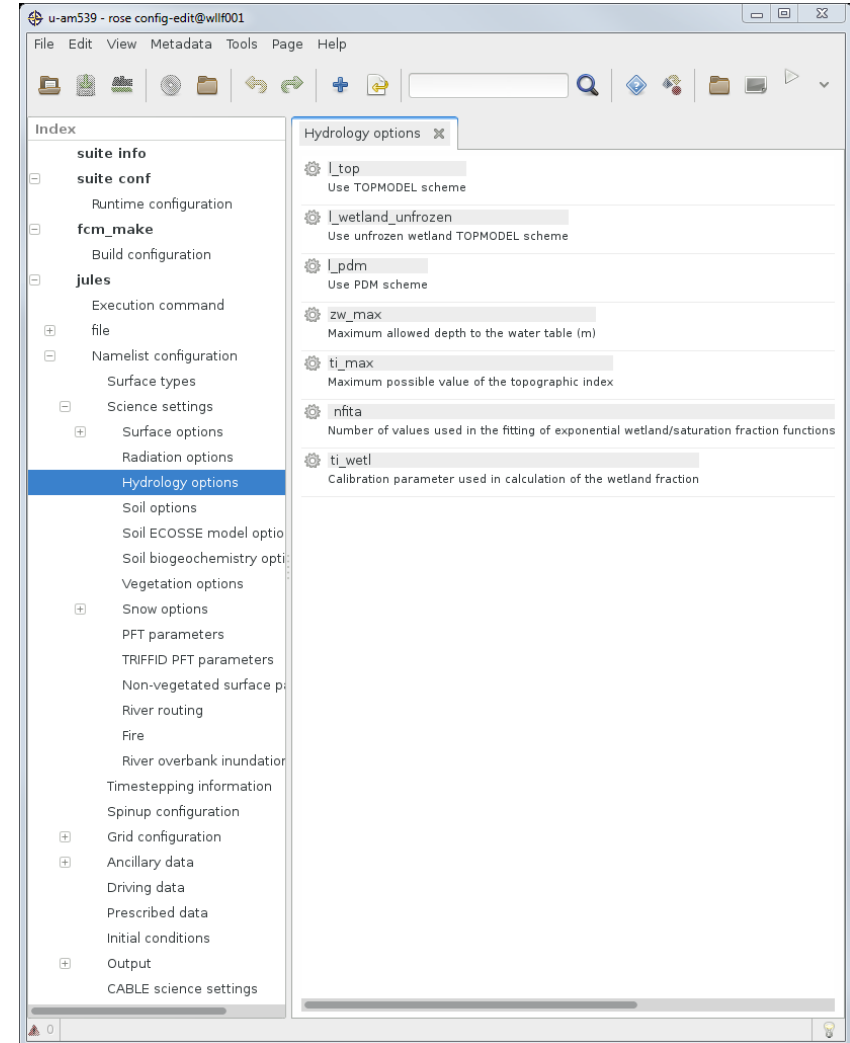 u-am539 - rose config-edit@wllf001
File Edit View Metadata Tools Page Help
Index
suite info
suite conf
Runtime configuration
fcm_make
Build configuration
jules
Execution command
file
Namelist configuration
Surface types
Science settings
Surface options
Radiation options
Hydrology options
Soil options
Soil ECOSSE model optio
Soil biogeochemistry opti
Vegetation options
Snow options
PFT parameters
TRIFFID PFT parameters
Non-vegetated surface pa
River routing
Fire
River overbank inundation
Timestepping information
Spinup configuration
Grid configuration
Ancillary data
Driving data
Prescribed data
Initial conditions
Output
CABLE science settings
0
Hydrology options
l_top
Use TOPMODEL scheme
l_wetland_unfrozen
Use unfrozen wetland TOPMODEL scheme
l_pdm
Use PDM scheme
zw_max
Maximum allowed depth to the water table (m)
ti_max
Maximum possible value of the topographic index
nfita
Number of values used in the fitting of exponential wetland/saturation fraction functions
ti_wetl
Calibration parameter used in calculation of the wetland fraction